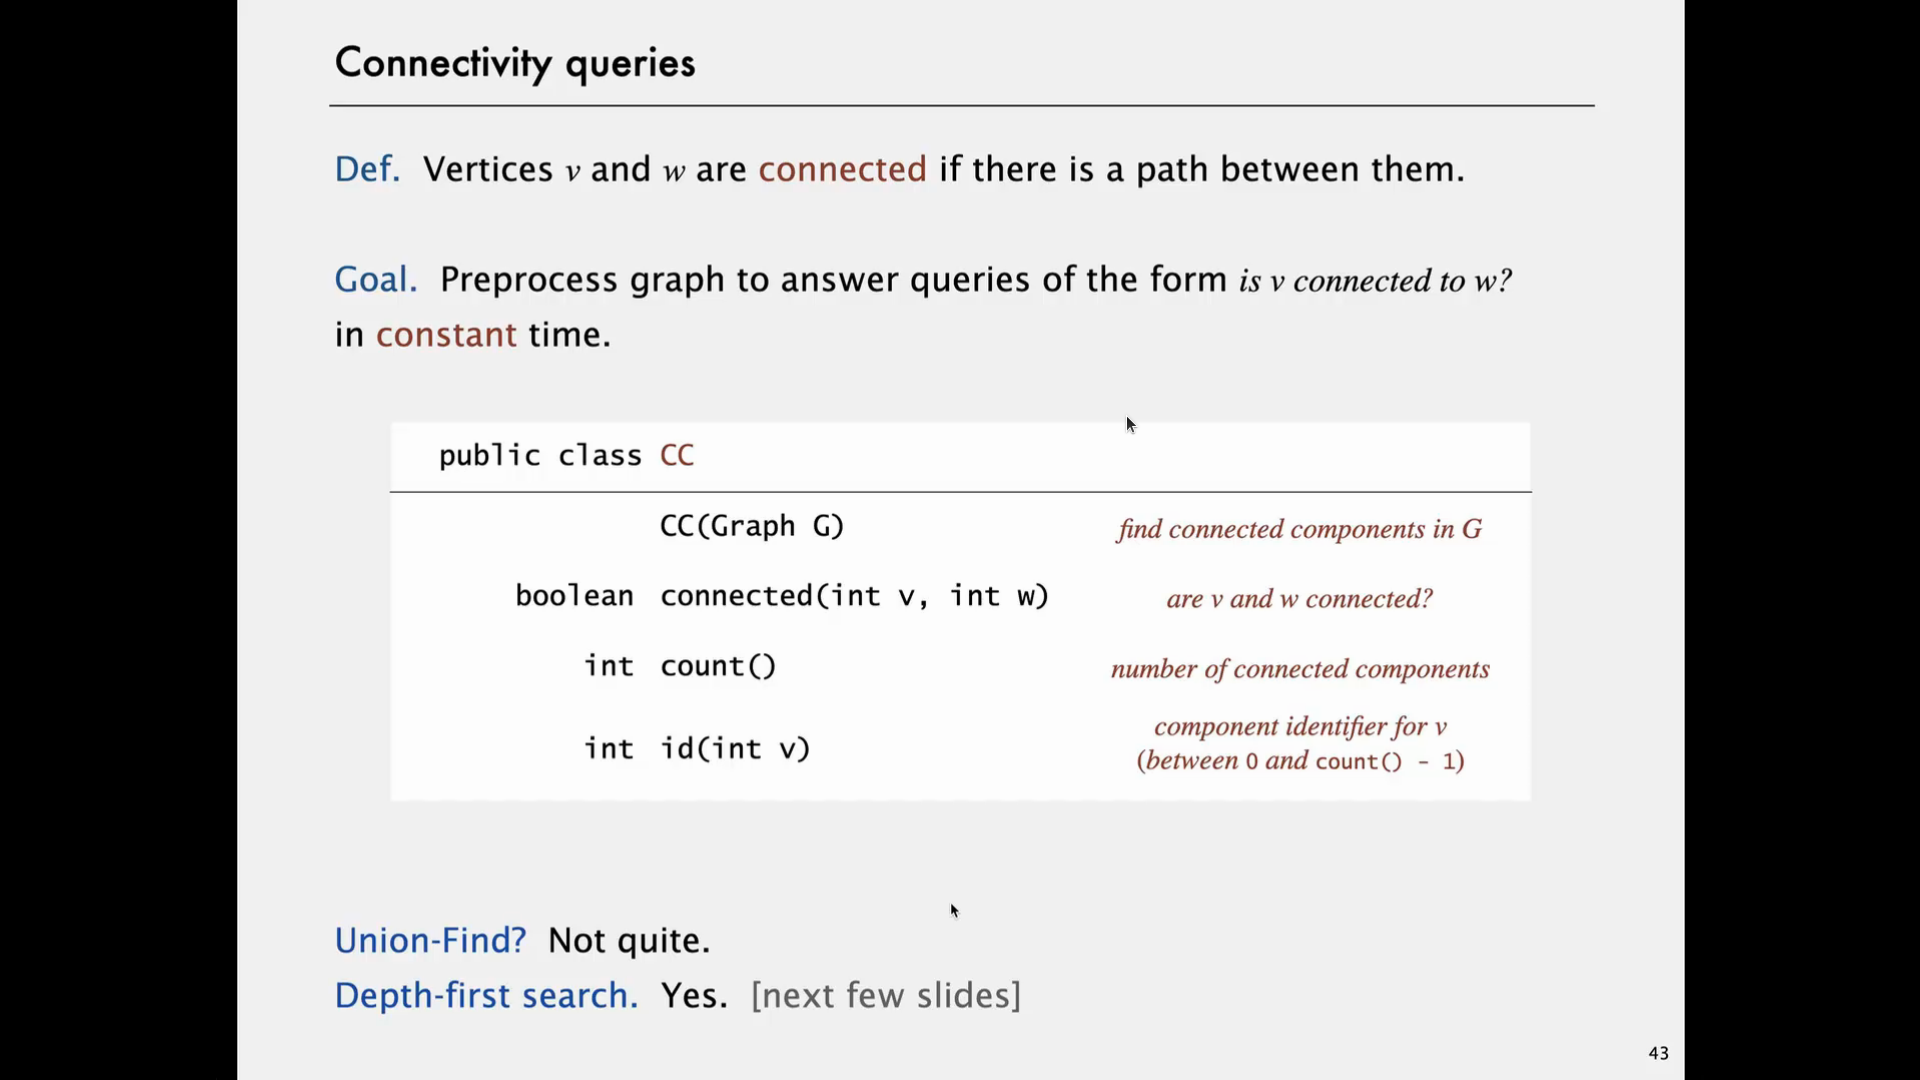 Connectivity queries
Def. Vertices v and w are connected if there is a path between them.
Goal. Preprocess graph to answer queries of the form is v connected to w?
in constant time.
public class CC
CC(Graph G) find connected components in G
boolean connected(int v, int w) are v and w connected?
int count() number of connected components
int id(int v) component identifier for v
(between 0 and count() - 1)
Union-Find? Not quite.
Depth-first search. Yes. [next few slides]
43